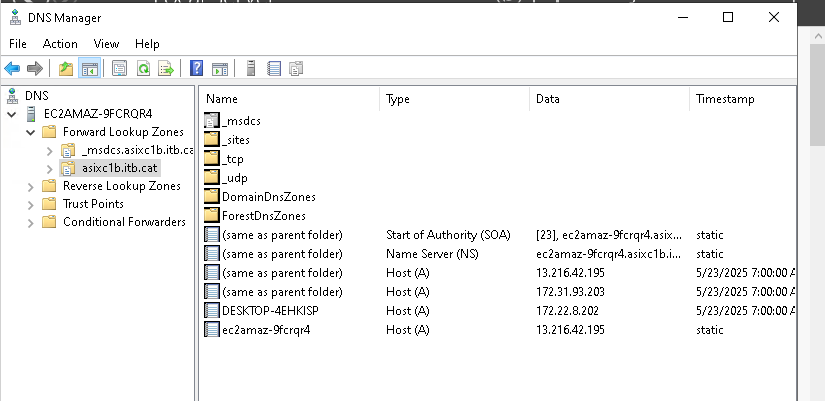 DNS Manager
File Action View Help
DNS
EC2AMAZ-9FCRQR4
Forward Lookup Zones
_msdcs.asixc1b.itb.ca
asixc1b.itb.cat
Reverse Lookup Zones
Trust Points
Conditional Forwarders
Name Type Data Timestamp
_msdcs
_sites
_tcp
_udp
DomainDnsZones
ForestDnsZones
(same as parent folder) Start of Authority (SOA) [23], ec2amaz-9fcrqr4.asix... static
(same as parent folder) Name Server (NS) ec2amaz-9fcrqr4.asixc1b.i... static
(same as parent folder) Host (A) 13.216.42.195 5/23/2025 7:00:00 A
(same as parent folder) Host (A) 172.31.93.203 5/23/2025 7:00:00 A
DESKTOP-4EHKISP Host (A) 172.22.8.202 5/23/2025 7:00:00 A
ec2amaz-9fcrqr4 Host (A) 13.216.42.195 static